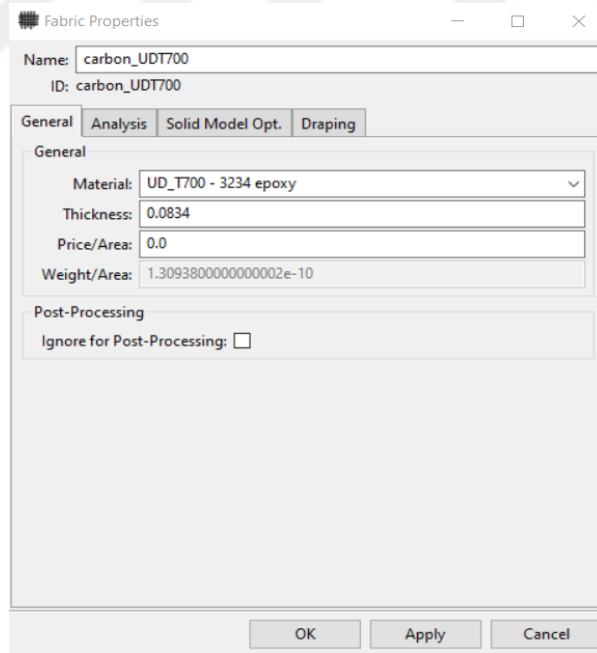 Fabric Properties
Name: carbon_UDT700
ID: carbon_UDT700
General Analysis Solid Model Opt. Draping
General
Material: UD_T700 - 3234 epoxy
Thickness: 0.0834
Price/Area: 0.0
Weight/Area: 1.3093800000000002e-10
Post-Processing
Ignore for Post-Processing:
OK Apply Cancel